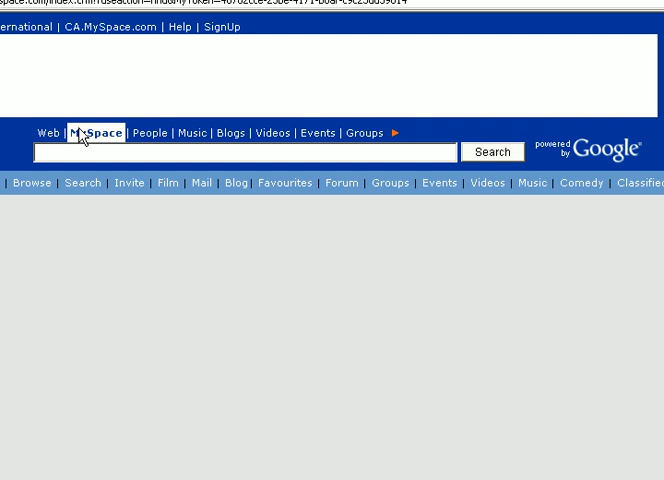 ernational | CA.MySpace.com | Help | SignUp
Web | MySpace | People | Music | Blogs | Videos | Events | Groups
Search
powered by Google
| Browse | Search | Invite | Film | Mail | Blog | Favourites | Forum | Groups | Events | Videos | Music | Comedy | Classified